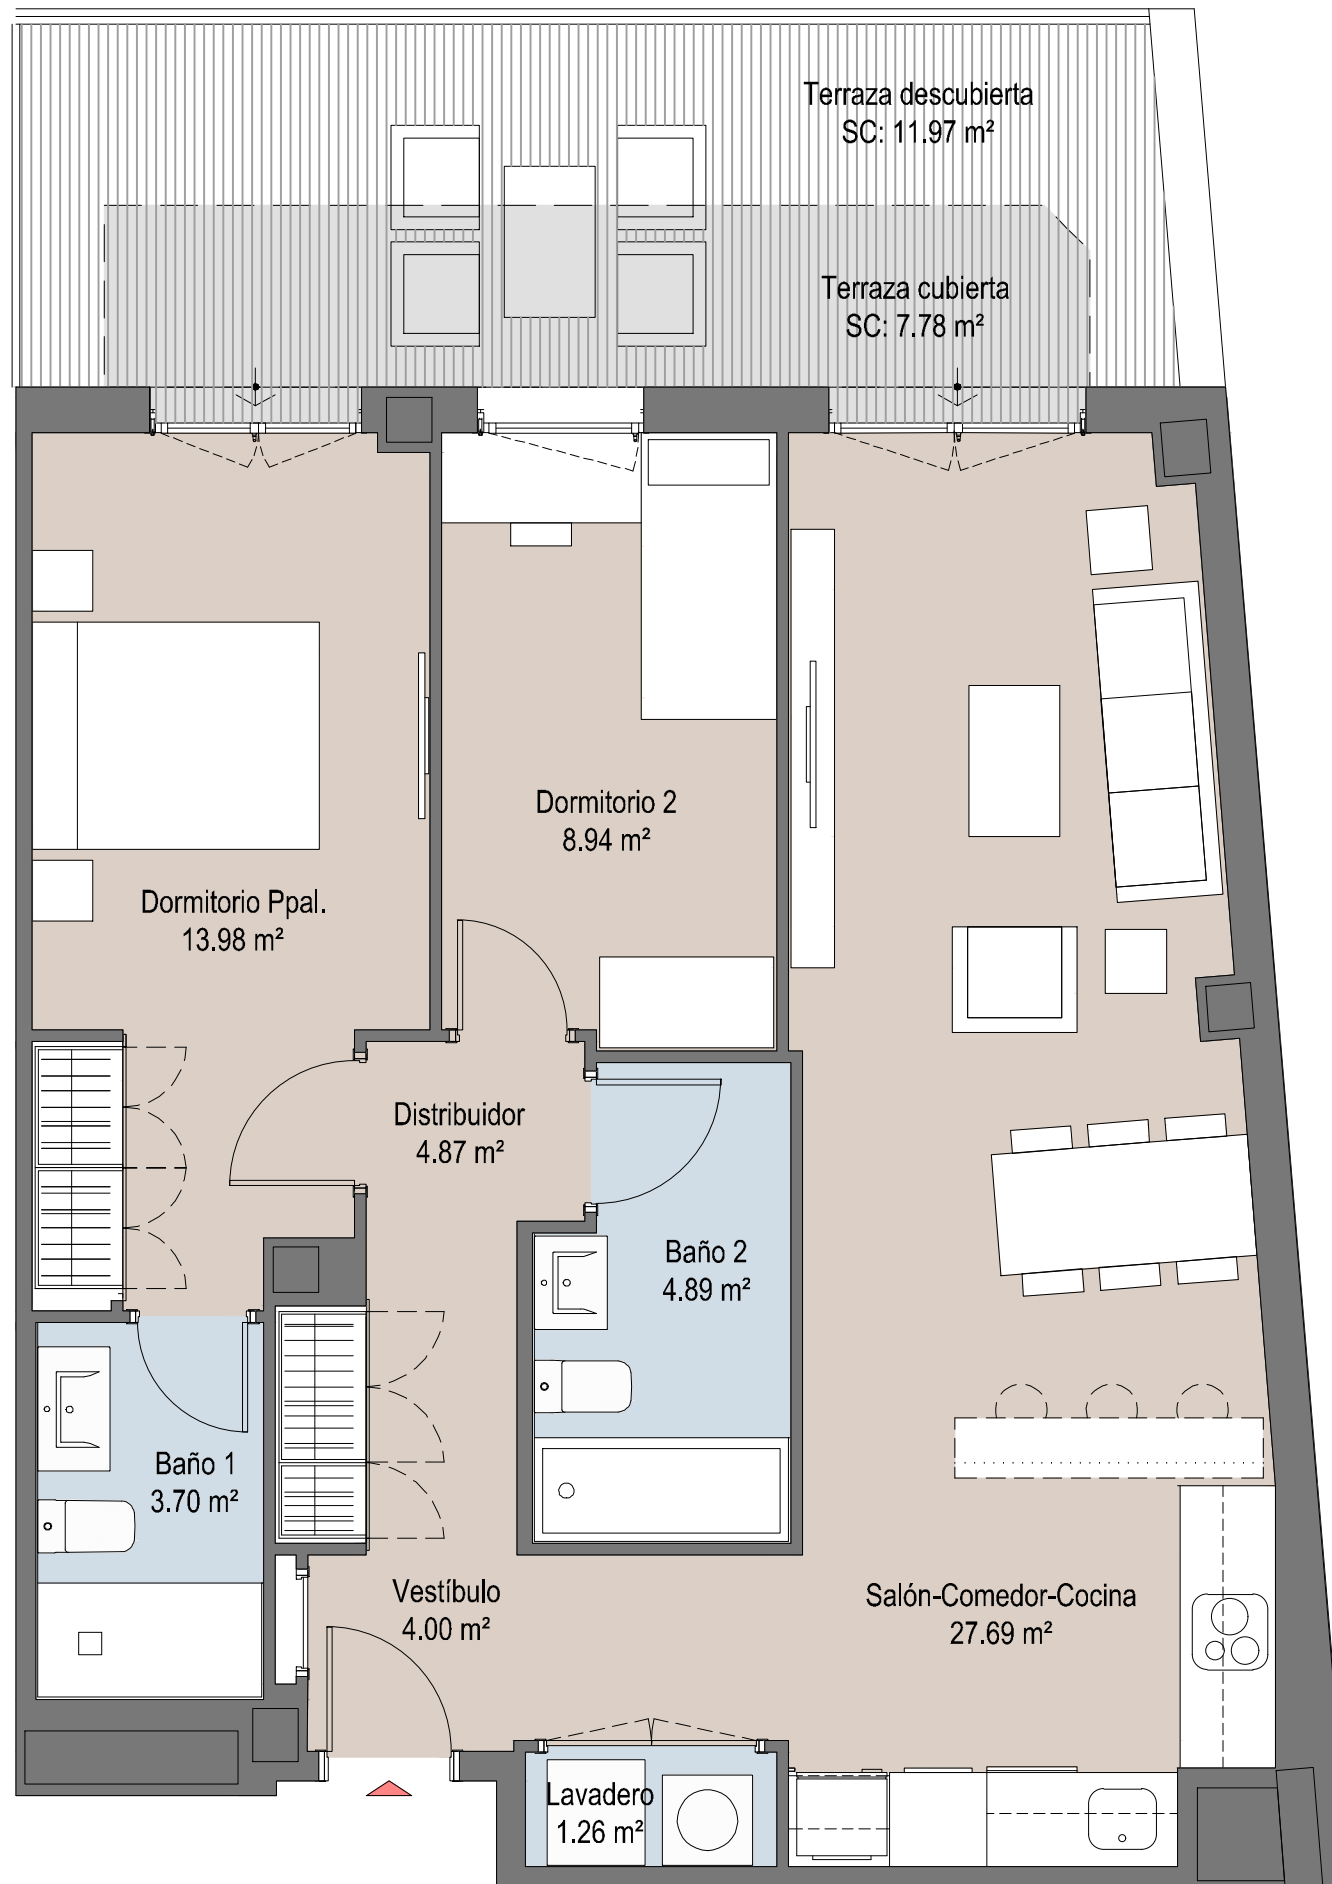 Terraza descubierta
SC: 11.97 m²
Terraza cubierta
SC: 7.78 m²
Dormitorio 2
8.94 m²
Dormitorio Ppal.
13.98 m²
Distribuidor
4.87 m²
Baño 2
4.89 m²
Baño 1
3.70 m²
Vestíbulo
4.00 m²
Salón-Comedor-Cocina
27.69 m²
Lavadero
1.26 m²